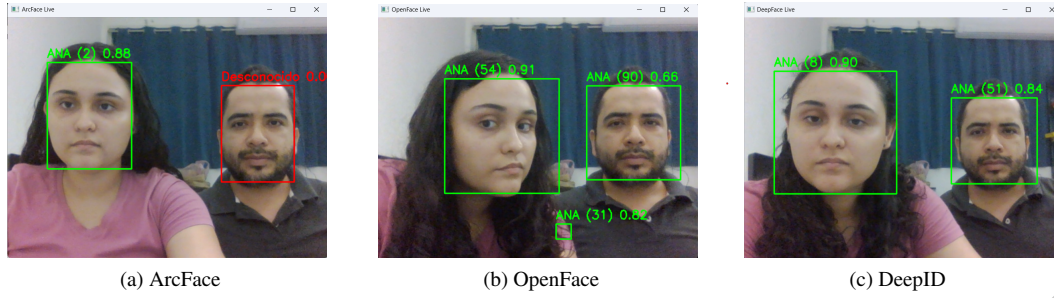 ArcFace Live
ANA (2) 0.88
Desconocido 0.0
(a) ArcFace
OpenFace Live
ANA (54) 0.91
ANA (90) 0.66
ANA (31) 0.82
(b) OpenFace
DeepFace Live
ANA (8) 0.90
ANA (51) 0.84
(c) DeepID